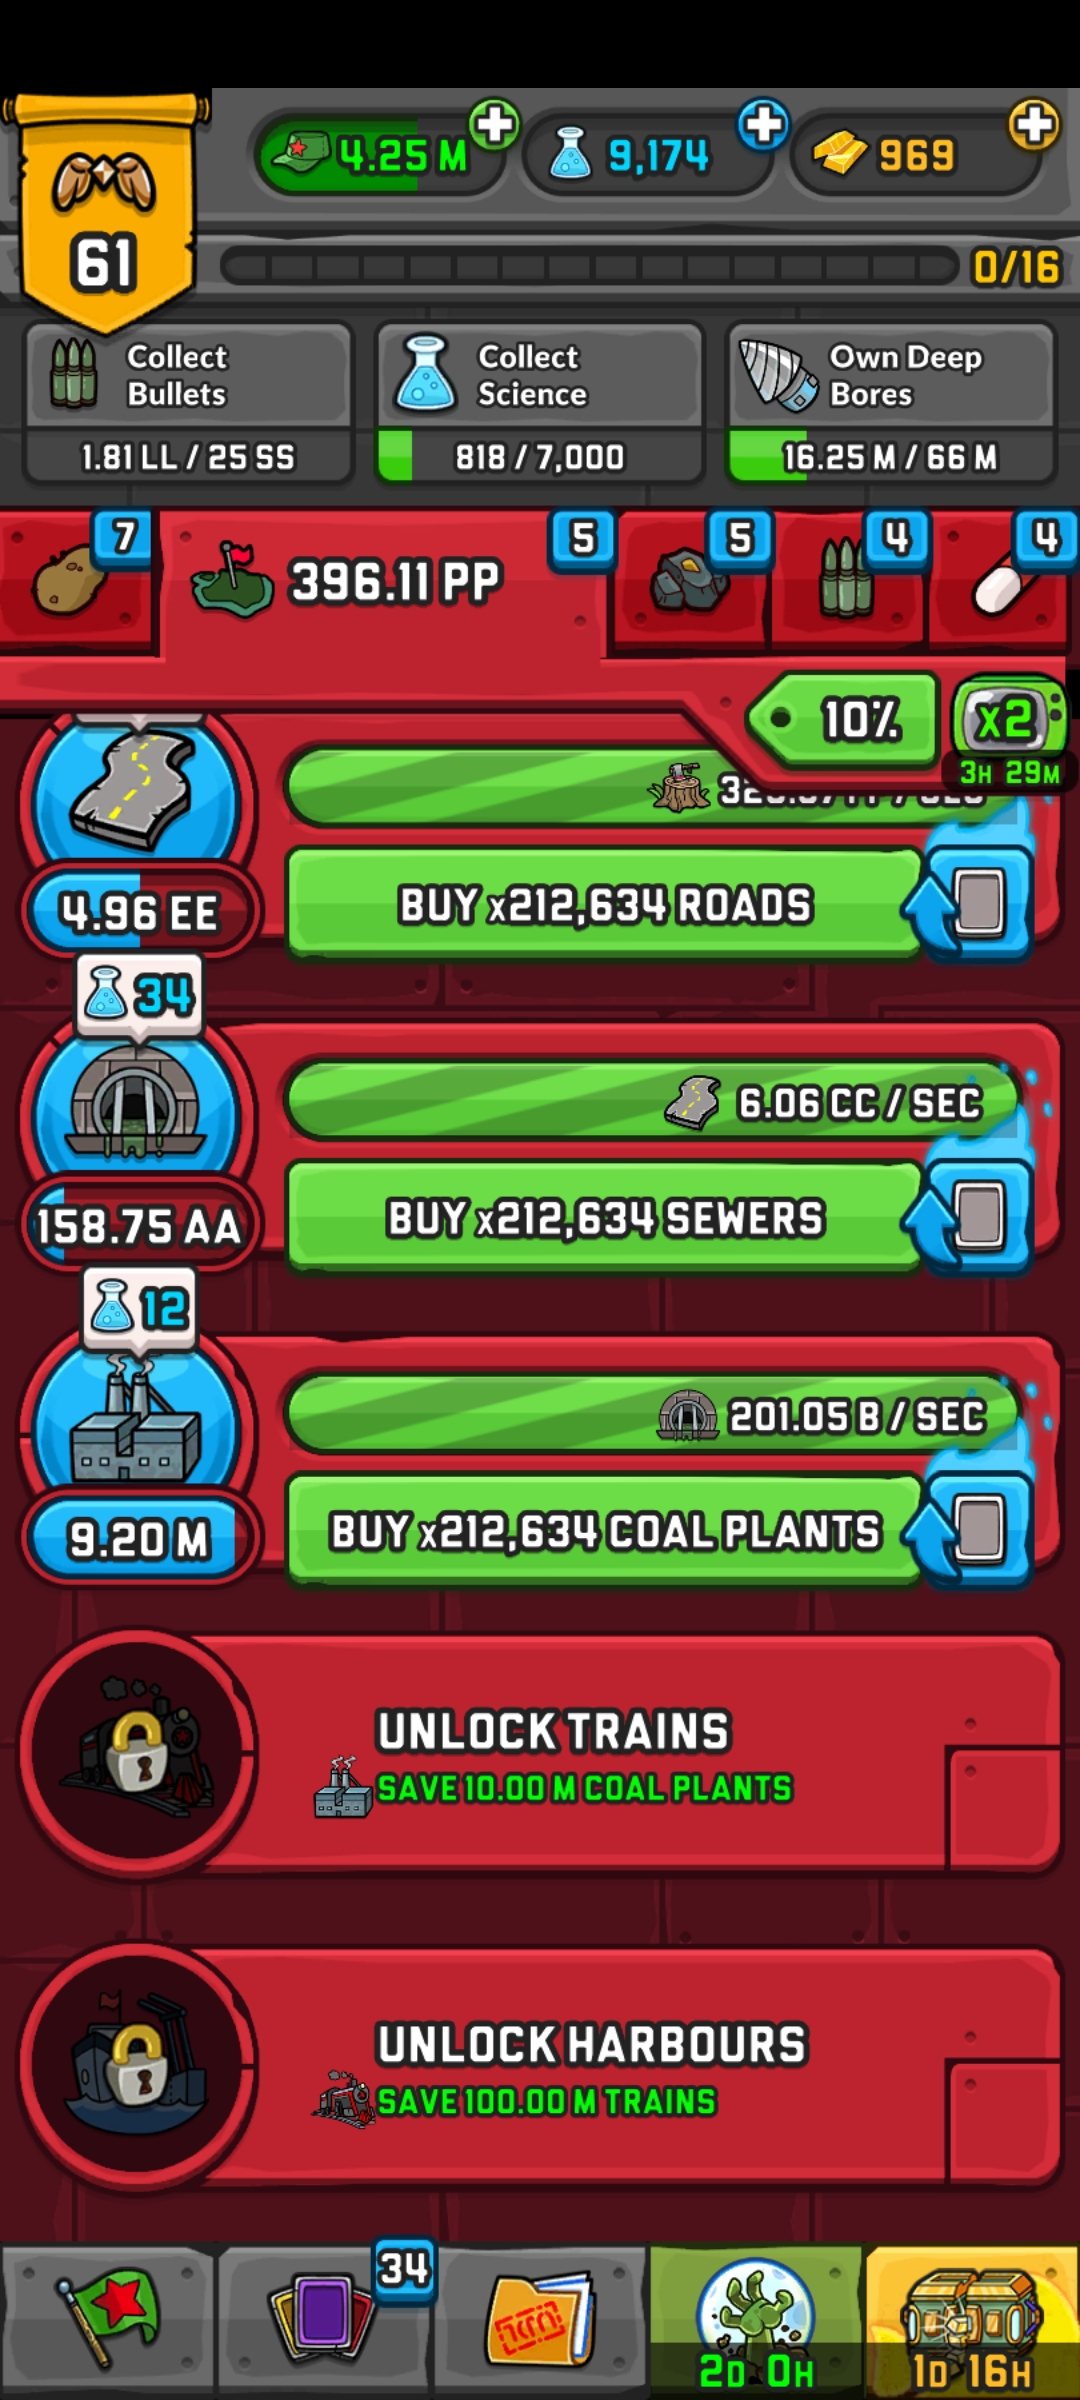 4.25 M
9,174
969
61
0/16
Collect
Bullets
1.81 LL / 25 SS
Collect
Science
818 / 7,000
Own Deep
Bores
16.25 M / 66 M
7
396.11 PP
5
5
4
4
10%
x2
3H 29M
/ SEC
4.96 EE
BUY x212,634 ROADS
34
6.06 CC / SEC
158.75 AA
BUY x212,634 SEWERS
12
201.05 B / SEC
9.20 M
BUY x212,634 COAL PLANTS
UNLOCK TRAINS
SAVE 10.00 M COAL PLANTS
UNLOCK HARBOURS
SAVE 100.00 M TRAINS
34
2D 0H
1D 16H